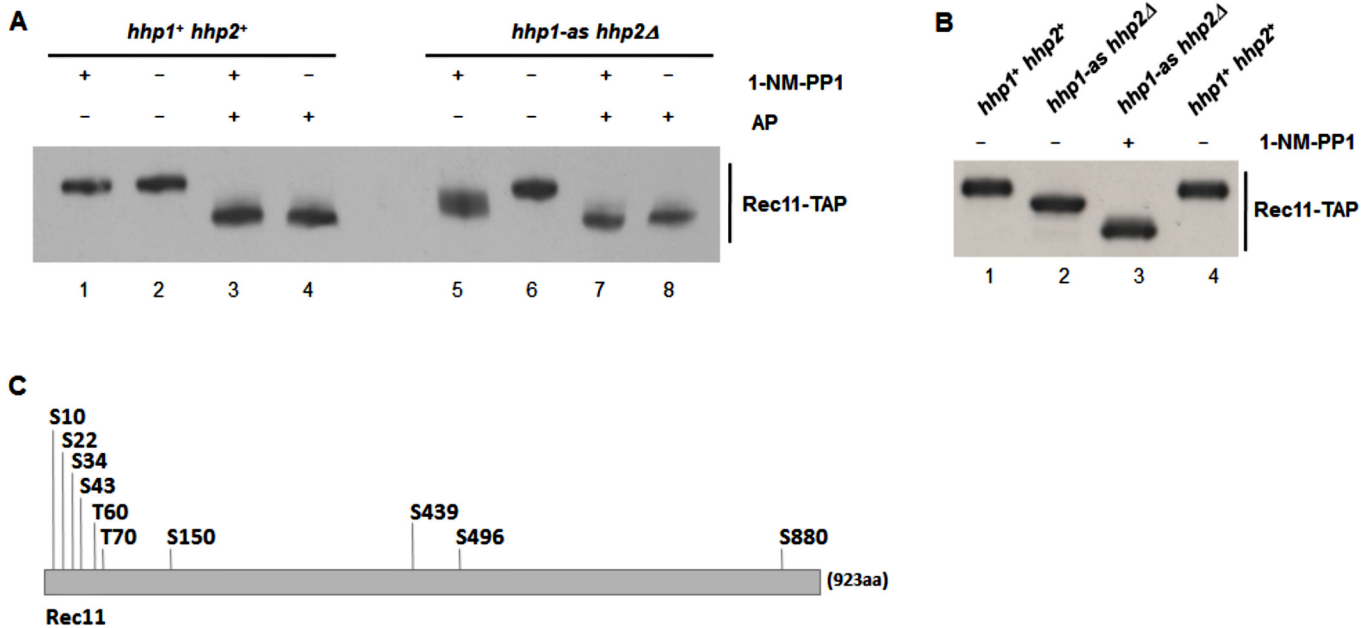 A
hhp1⁺ hhp2⁺ hhp1-as hhp2Δ
+ − + − + − + − 1-NM-PP1
− − + + − − + + AP
Rec11-TAP
1 2 3 4 5 6 7 8
B
hhp1⁺ hhp2⁺
hhp1-as hhp2Δ
hhp1-as hhp2Δ
hhp1⁺ hhp2⁺
− − + − 1-NM-PP1
Rec11-TAP
1 2 3 4
C
S10
S22
S34
S43
T60 S439
T70 S150 S496 S880
(923aa)
Rec11